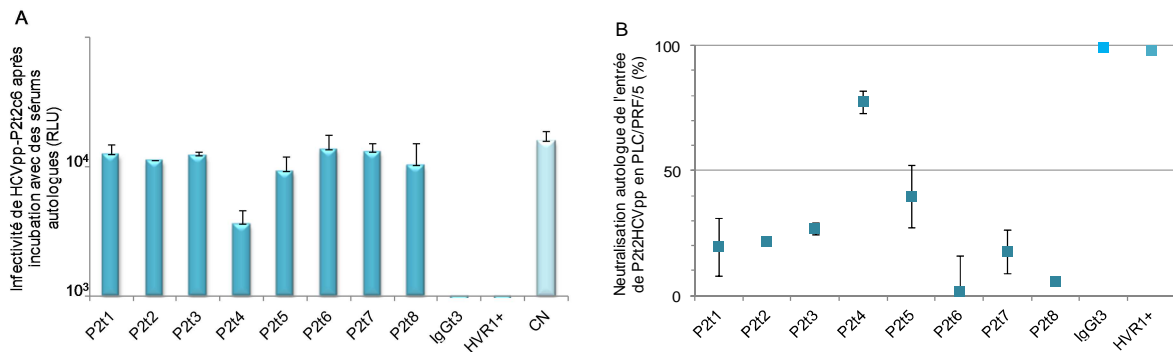 A
Infectivité de HCVpp-P2t2c6 après
incubation avec des sérums
autologues (RLU)
10⁴
10³
P2t1
P2t2
P2t3
P2t4
P2t5
P2t6
P2t7
P2t8
IgGt3
HVR1+
CN
B
Neutralisation autologue de l'entrée
de P2t2HCVpp en PLC/PRF/5 (%)
100
50
0
P2t1
P2t2
P2t3
P2t4
P2t5
P2t6
P2t7
P2t8
IgGt3
HVR1+